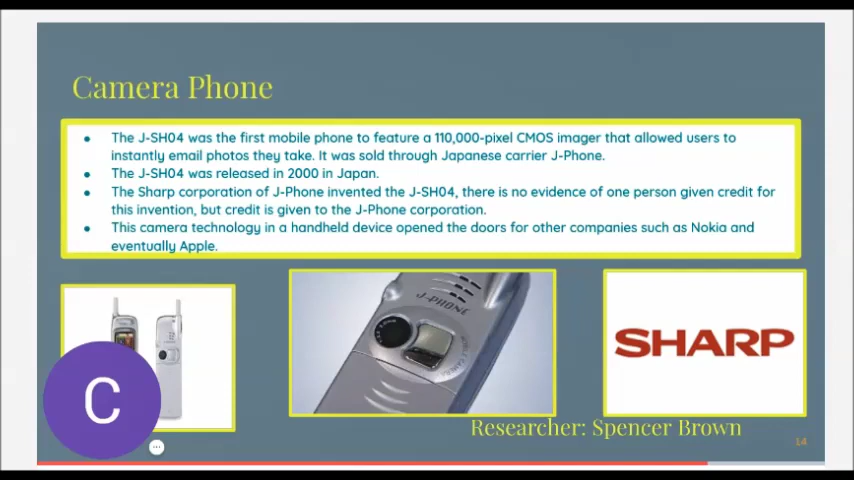 Camera Phone
The J-SH04 was the first mobile phone to feature a 110,000-pixel CMOS imager that allowed users to
instantly email photos they take. It was sold through Japanese carrier J-Phone.
The J-SH04 was released in 2000 in Japan.
The Sharp corporation of J-Phone invented the J-SH04, there is no evidence of one person given credit for
this invention, but credit is given to the J-Phone corporation.
This camera technology in a handheld device opened the doors for other companies such as Nokia and
eventually Apple.
J-PHONE
SHARP
C
Researcher: Spencer Brown
14